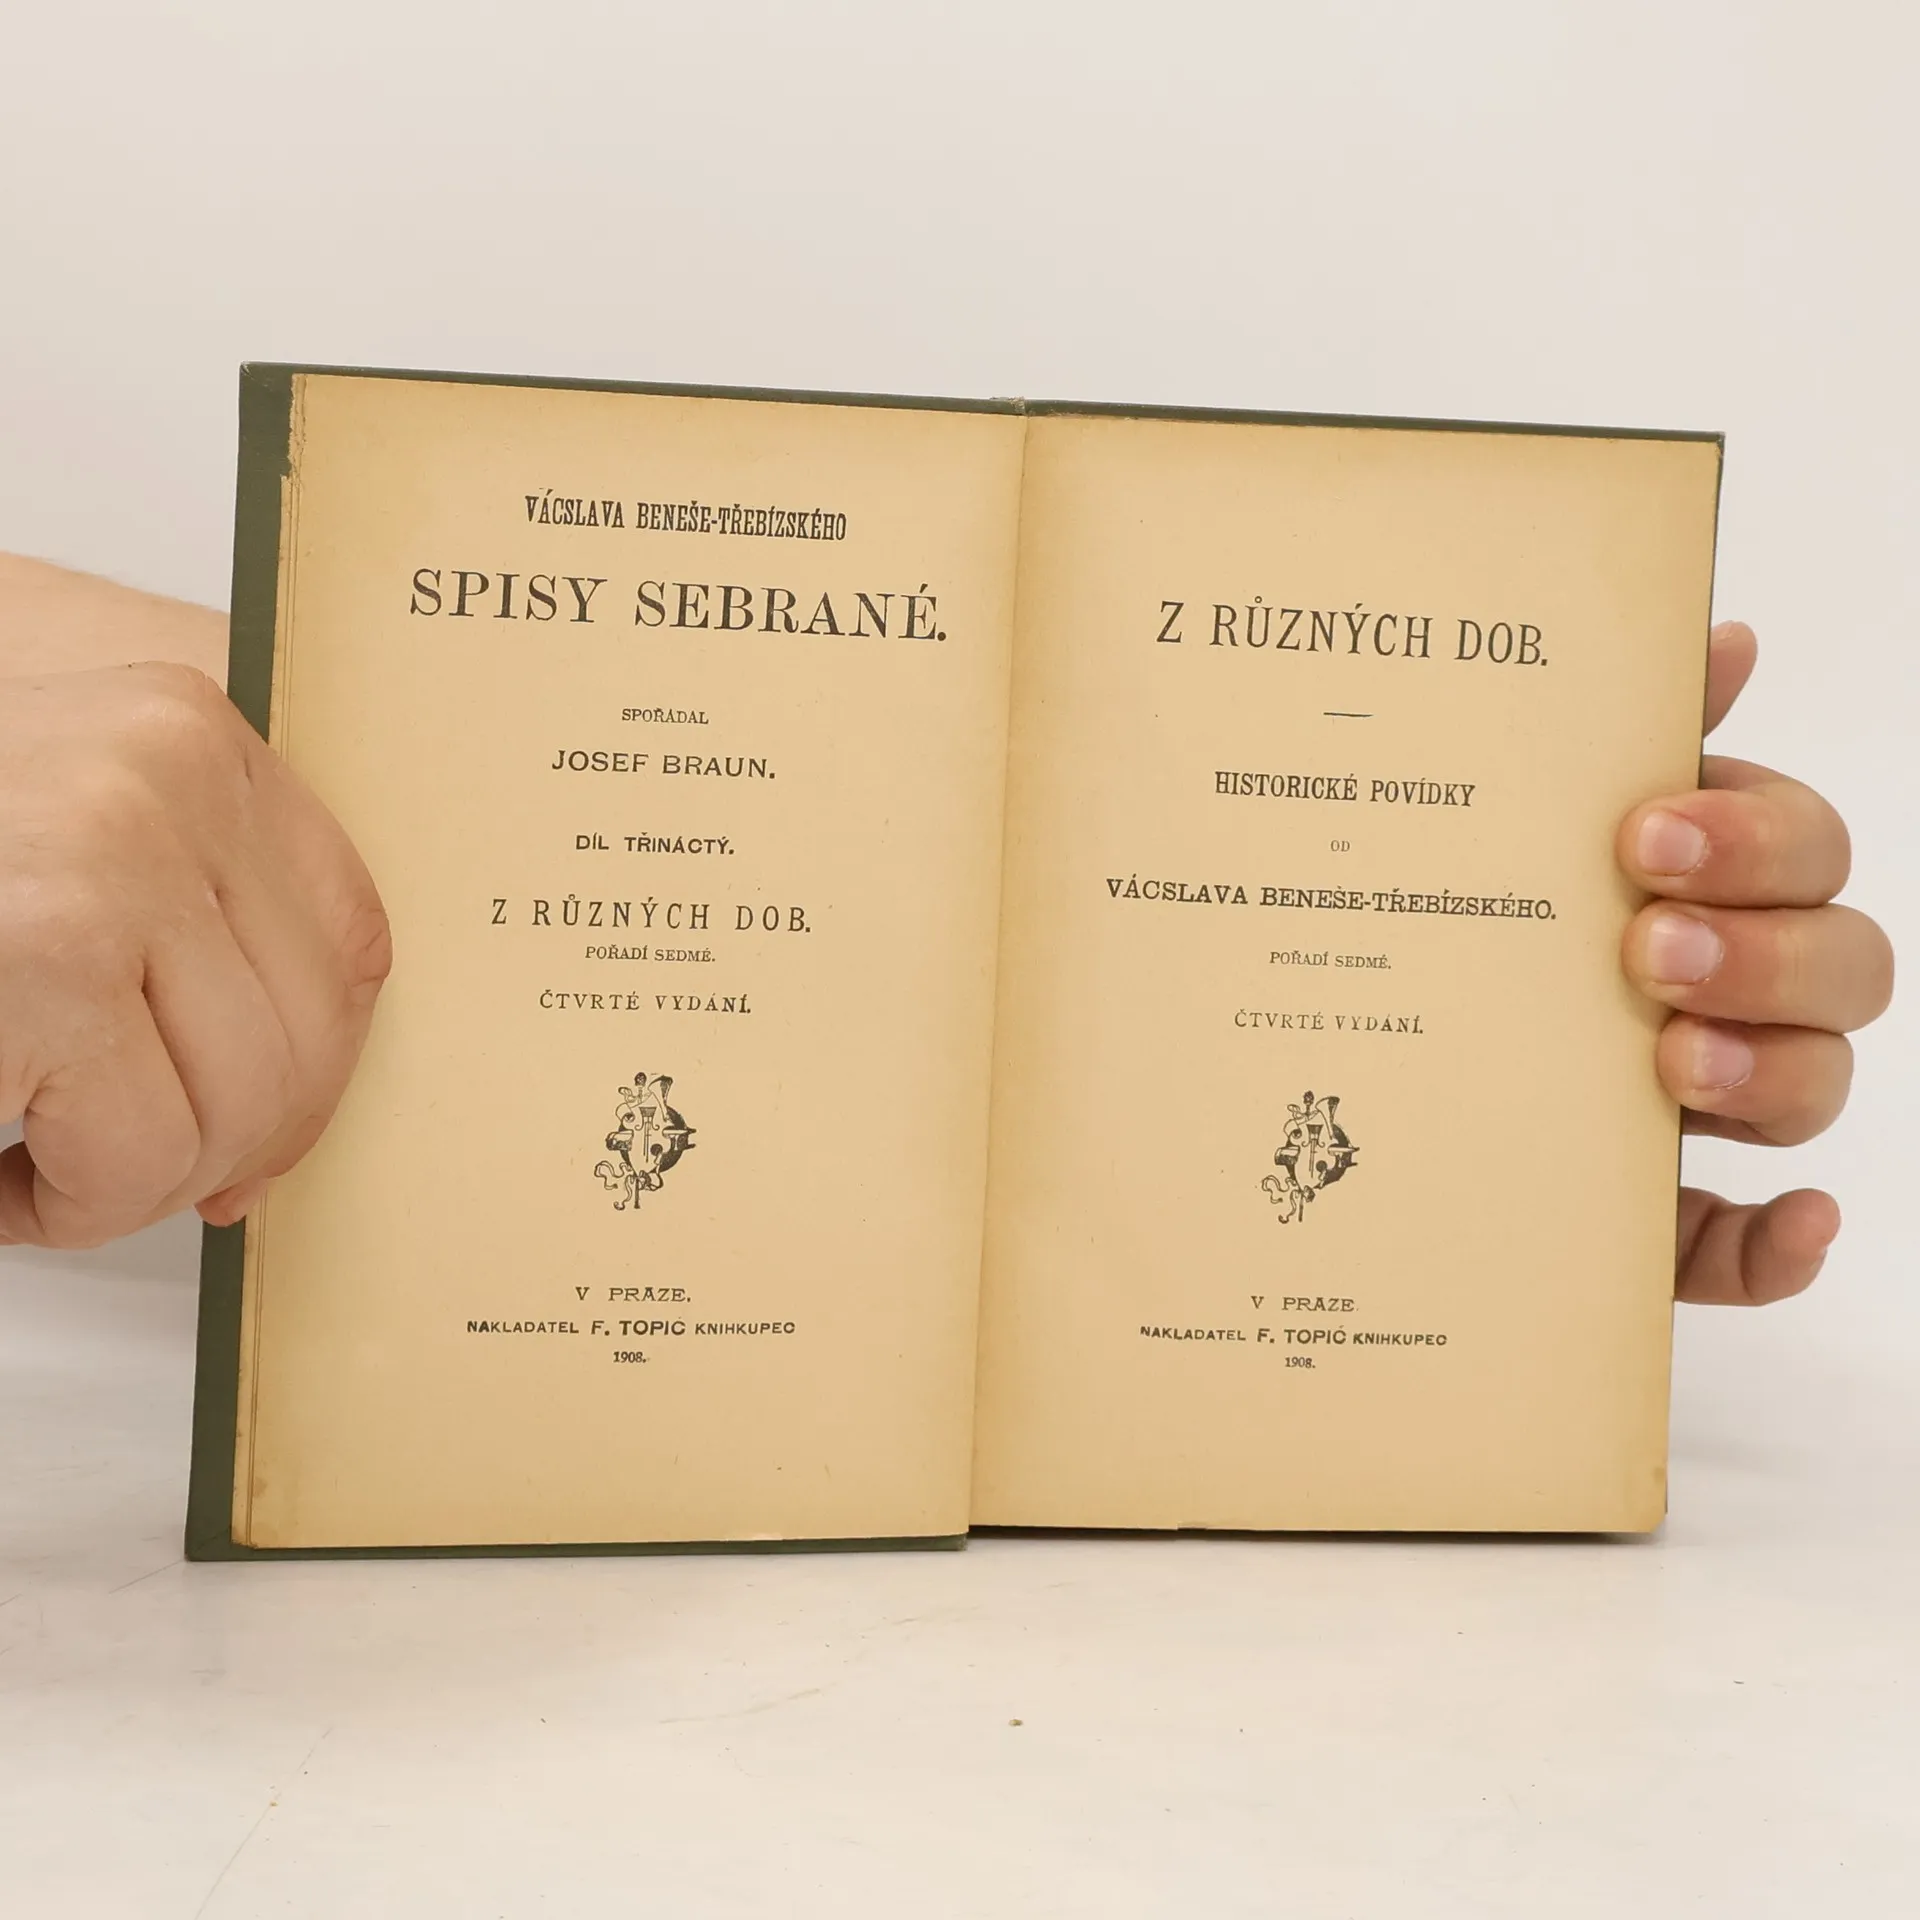 VÁCSLAVA BENEŠE-TŘEBÍZSKÉHO
SPISY SEBRANÉ.
SPOŘÁDAL
JOSEF BRAUN.
DÍL TŘINÁCTÝ.
Z RŮZNÝCH DOB.
POŘADÍ SEDMÉ.
ČTVRTÉ VYDÁNÍ.
V PRAZE.
NAKLADATEL F. TOPIČ KNIHKUPEC
1908.
Z RŮZNÝCH DOB.
HISTORICKÉ POVÍDKY
OD
VÁCSLAVA BENEŠE-TŘEBÍZSKÉHO.
POŘADÍ SEDMÉ.
ČTVRTÉ VYDÁNÍ.
V PRAZE.
NAKLADATEL F. TOPIČ KNIHKUPEC
1908.